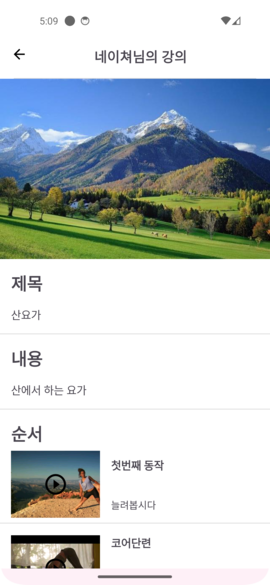 5:09
네이쳐님의 강의
제목
산요가
내용
산에서 하는 요가
순서
첫번째 동작
늘려봅시다
코어단련